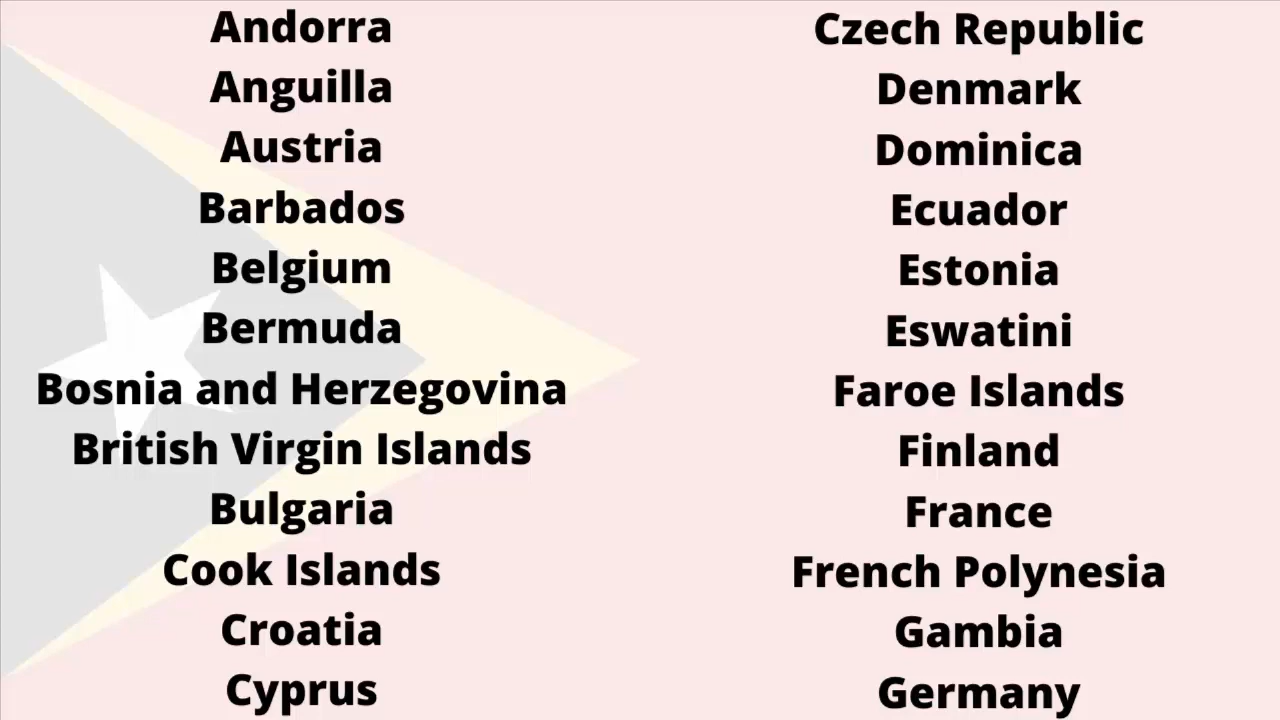 Andorra
Anguilla
Austria
Barbados
Belgium
Bermuda
Bosnia and Herzegovina
British Virgin Islands
Bulgaria
Cook Islands
Croatia
Cyprus
Czech Republic
Denmark
Dominica
Ecuador
Estonia
Eswatini
Faroe Islands
Finland
France
French Polynesia
Gambia
Germany